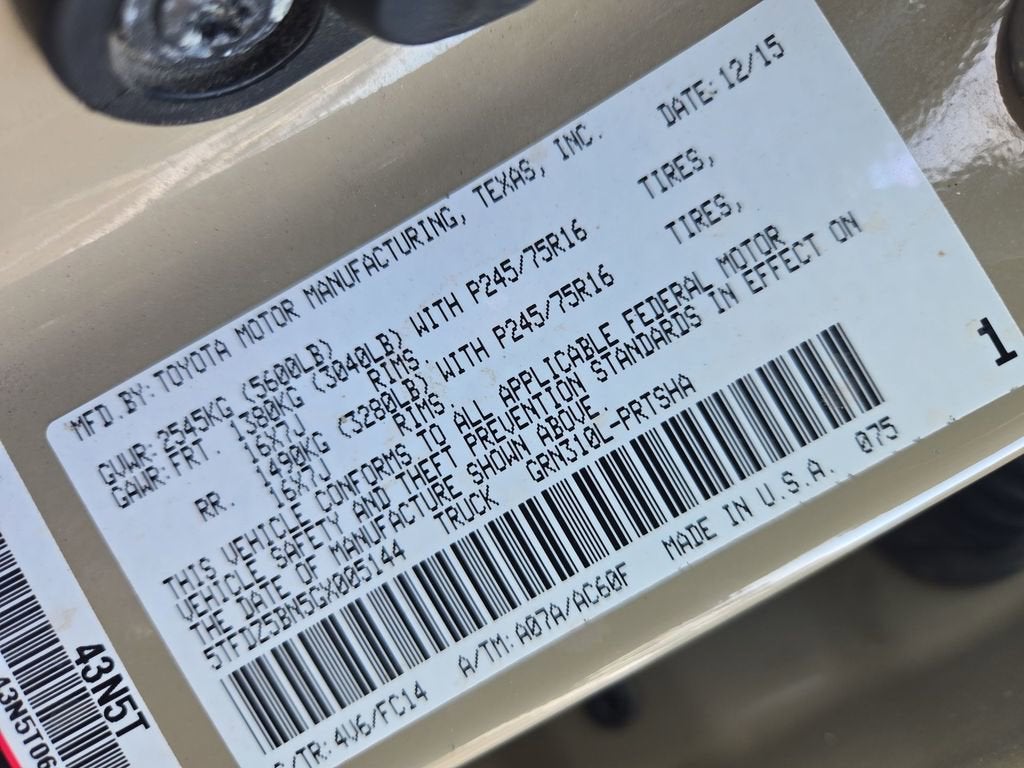 MFD.BY: TOYOTA MOTOR MANUFACTURING, TEXAS, INC. DATE: 12/15
GVWR: 2545KG (5600LB)
GAWR: FRT. 1380KG (3040LB) WITH P245/75R16 TIRES,
16X7J RIMS,
RR. 1490KG (3280LB) WITH P245/75R16 TIRES,
16X7J RIMS.
THIS VEHICLE CONFORMS TO ALL APPLICABLE FEDERAL MOTOR
VEHICLE SAFETY AND THEFT PREVENTION STANDARDS IN EFFECT ON
THE DATE OF MANUFACTURE SHOWN ABOVE.
5TFDZ5BN5GX005144 TRUCK GRN310L-PRTSHA
/TR: 4V6/FC14 A/TM: A07A/AC60F MADE IN U.S.A. 075
1
43N5T
43N5T06